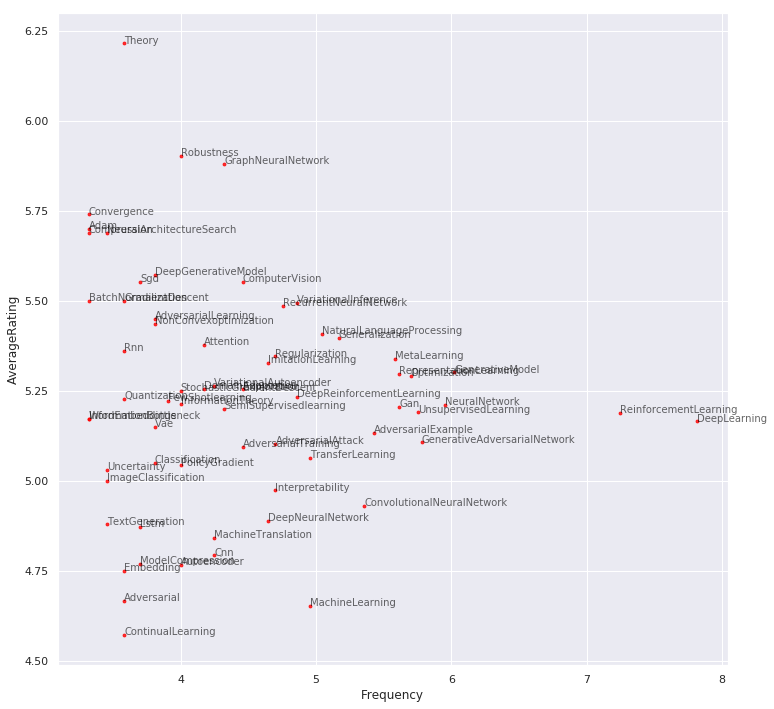 Theory
6.25
6.00
Robustness
GraphNeuralNetwork
5.75
Convergence
Adam
NeuralArchitectureSearch
DeepGenerativeModel
Sgd
ComputerVision
5.50
BatchNormalization
GradientDescent
VariationalInference
RecurrentNeuralNetwork
AdversarialLearning
NonConvexoptimization
NaturalLanguageProcessing
Generalization
Attention
Rnn
Regularization
ImitationLearning
MetaLearning
RepresentationLearning
GenerativeModel
Optimization
VariationalAutoencoder
5.25
Quantization
FewShotlearning
InformationTheory
SemiSupervisedlearning
DeepReinforcementLearning
Gan
NeuralNetwork
UnsupervisedLearning
ReinforcementLearning
DeepLearning
InformationBottleneck
Vae
AdversarialExample
AdversarialAttack
AdversarialTraining
GenerativeAdversarialNetwork
TransferLearning
Classification
PolicyGradient
Uncertainty
5.00
ImageClassification
Interpretability
ConvolutionalNeuralNetwork
DeepNeuralNetwork
TextGeneration
Lstm
MachineTranslation
Cnn
ModelCompression
Autoencoder
4.75
Embedding
Adversarial
MachineLearning
ContinualLearning
4.50
AverageRating
4
5
6
7
8
Frequency